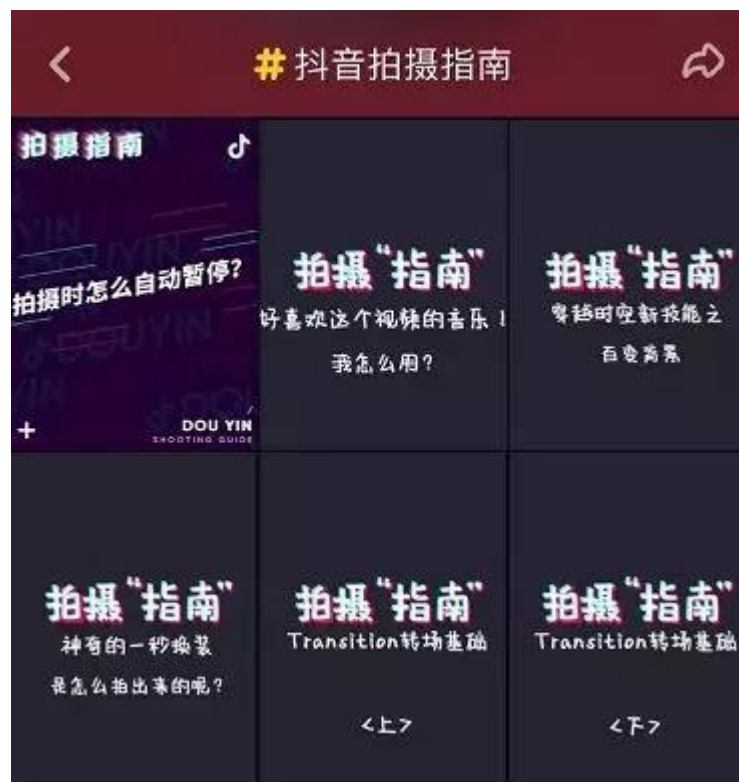 #抖音拍摄指南
拍摄指南
拍摄时怎么自动暂停?
DOU YIN
SHOOTING GUIDE
拍摄“指南”
好喜欢这个视频的音乐!
我怎么用?
拍摄“指南”
穿越时空新技能之
百变背景
拍摄“指南”
神奇的一秒换装
是怎么拍出来的呢?
拍摄“指南”
Transition转场基础
<上>
拍摄“指南”
Transition转场基础
<下>